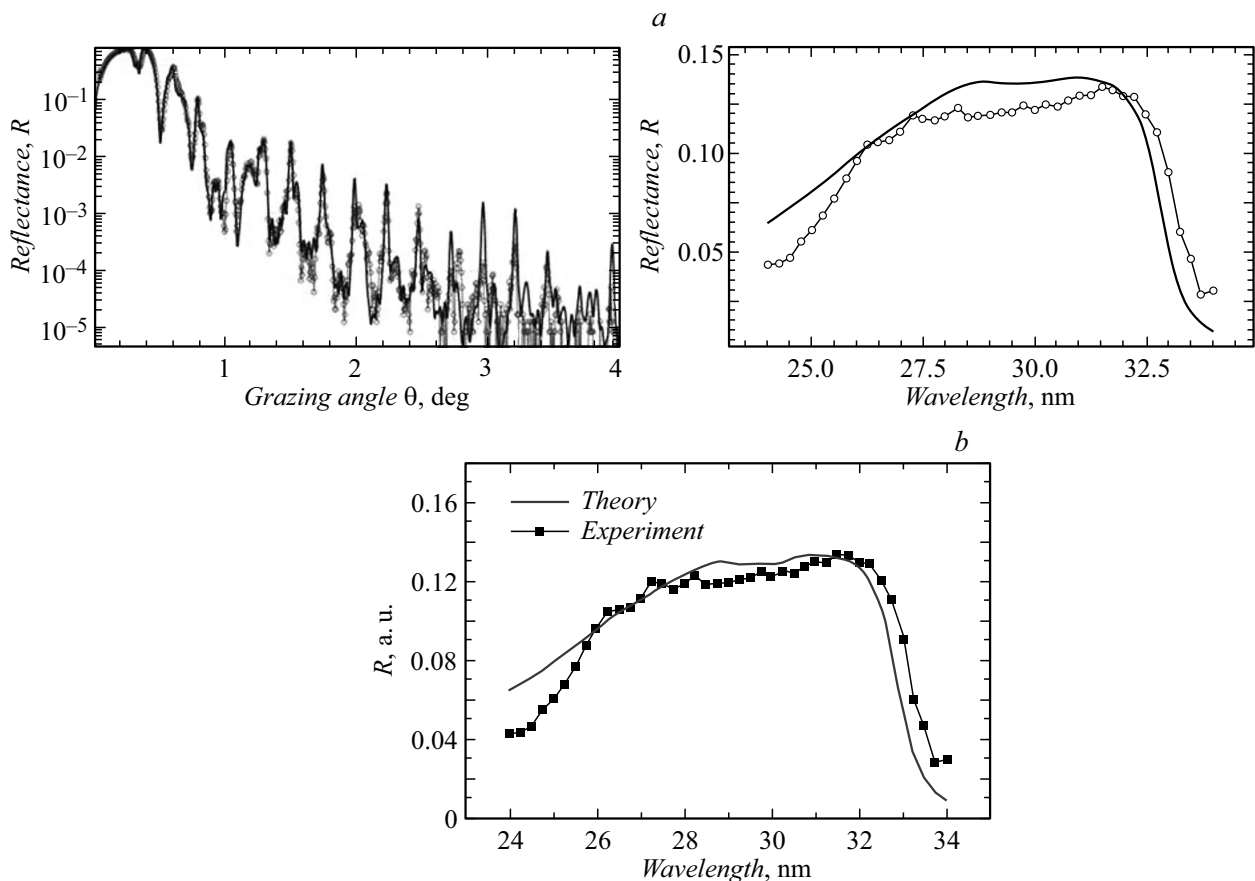 a
Reflectance, R
10−1
10−2
10−3
10−4
10−5
1
2
3
4
Grazing angle θ, deg
Reflectance, R
0.15
0.10
0.05
25.0
27.5
30.0
32.5
Wavelength, nm
b
R, a. u.
0.16
0.12
0.08
0.04
0
Theory
Experiment
24
26
28
30
32
34
Wavelength, nm